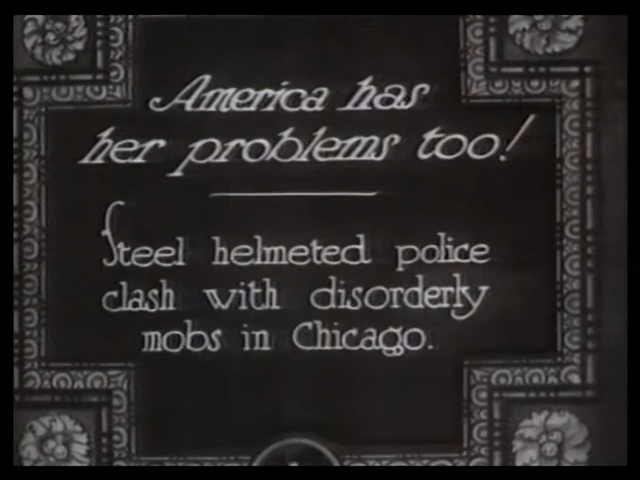 America has
her problems too!
Steel helmeted police
clash with disorderly
mobs in Chicago.